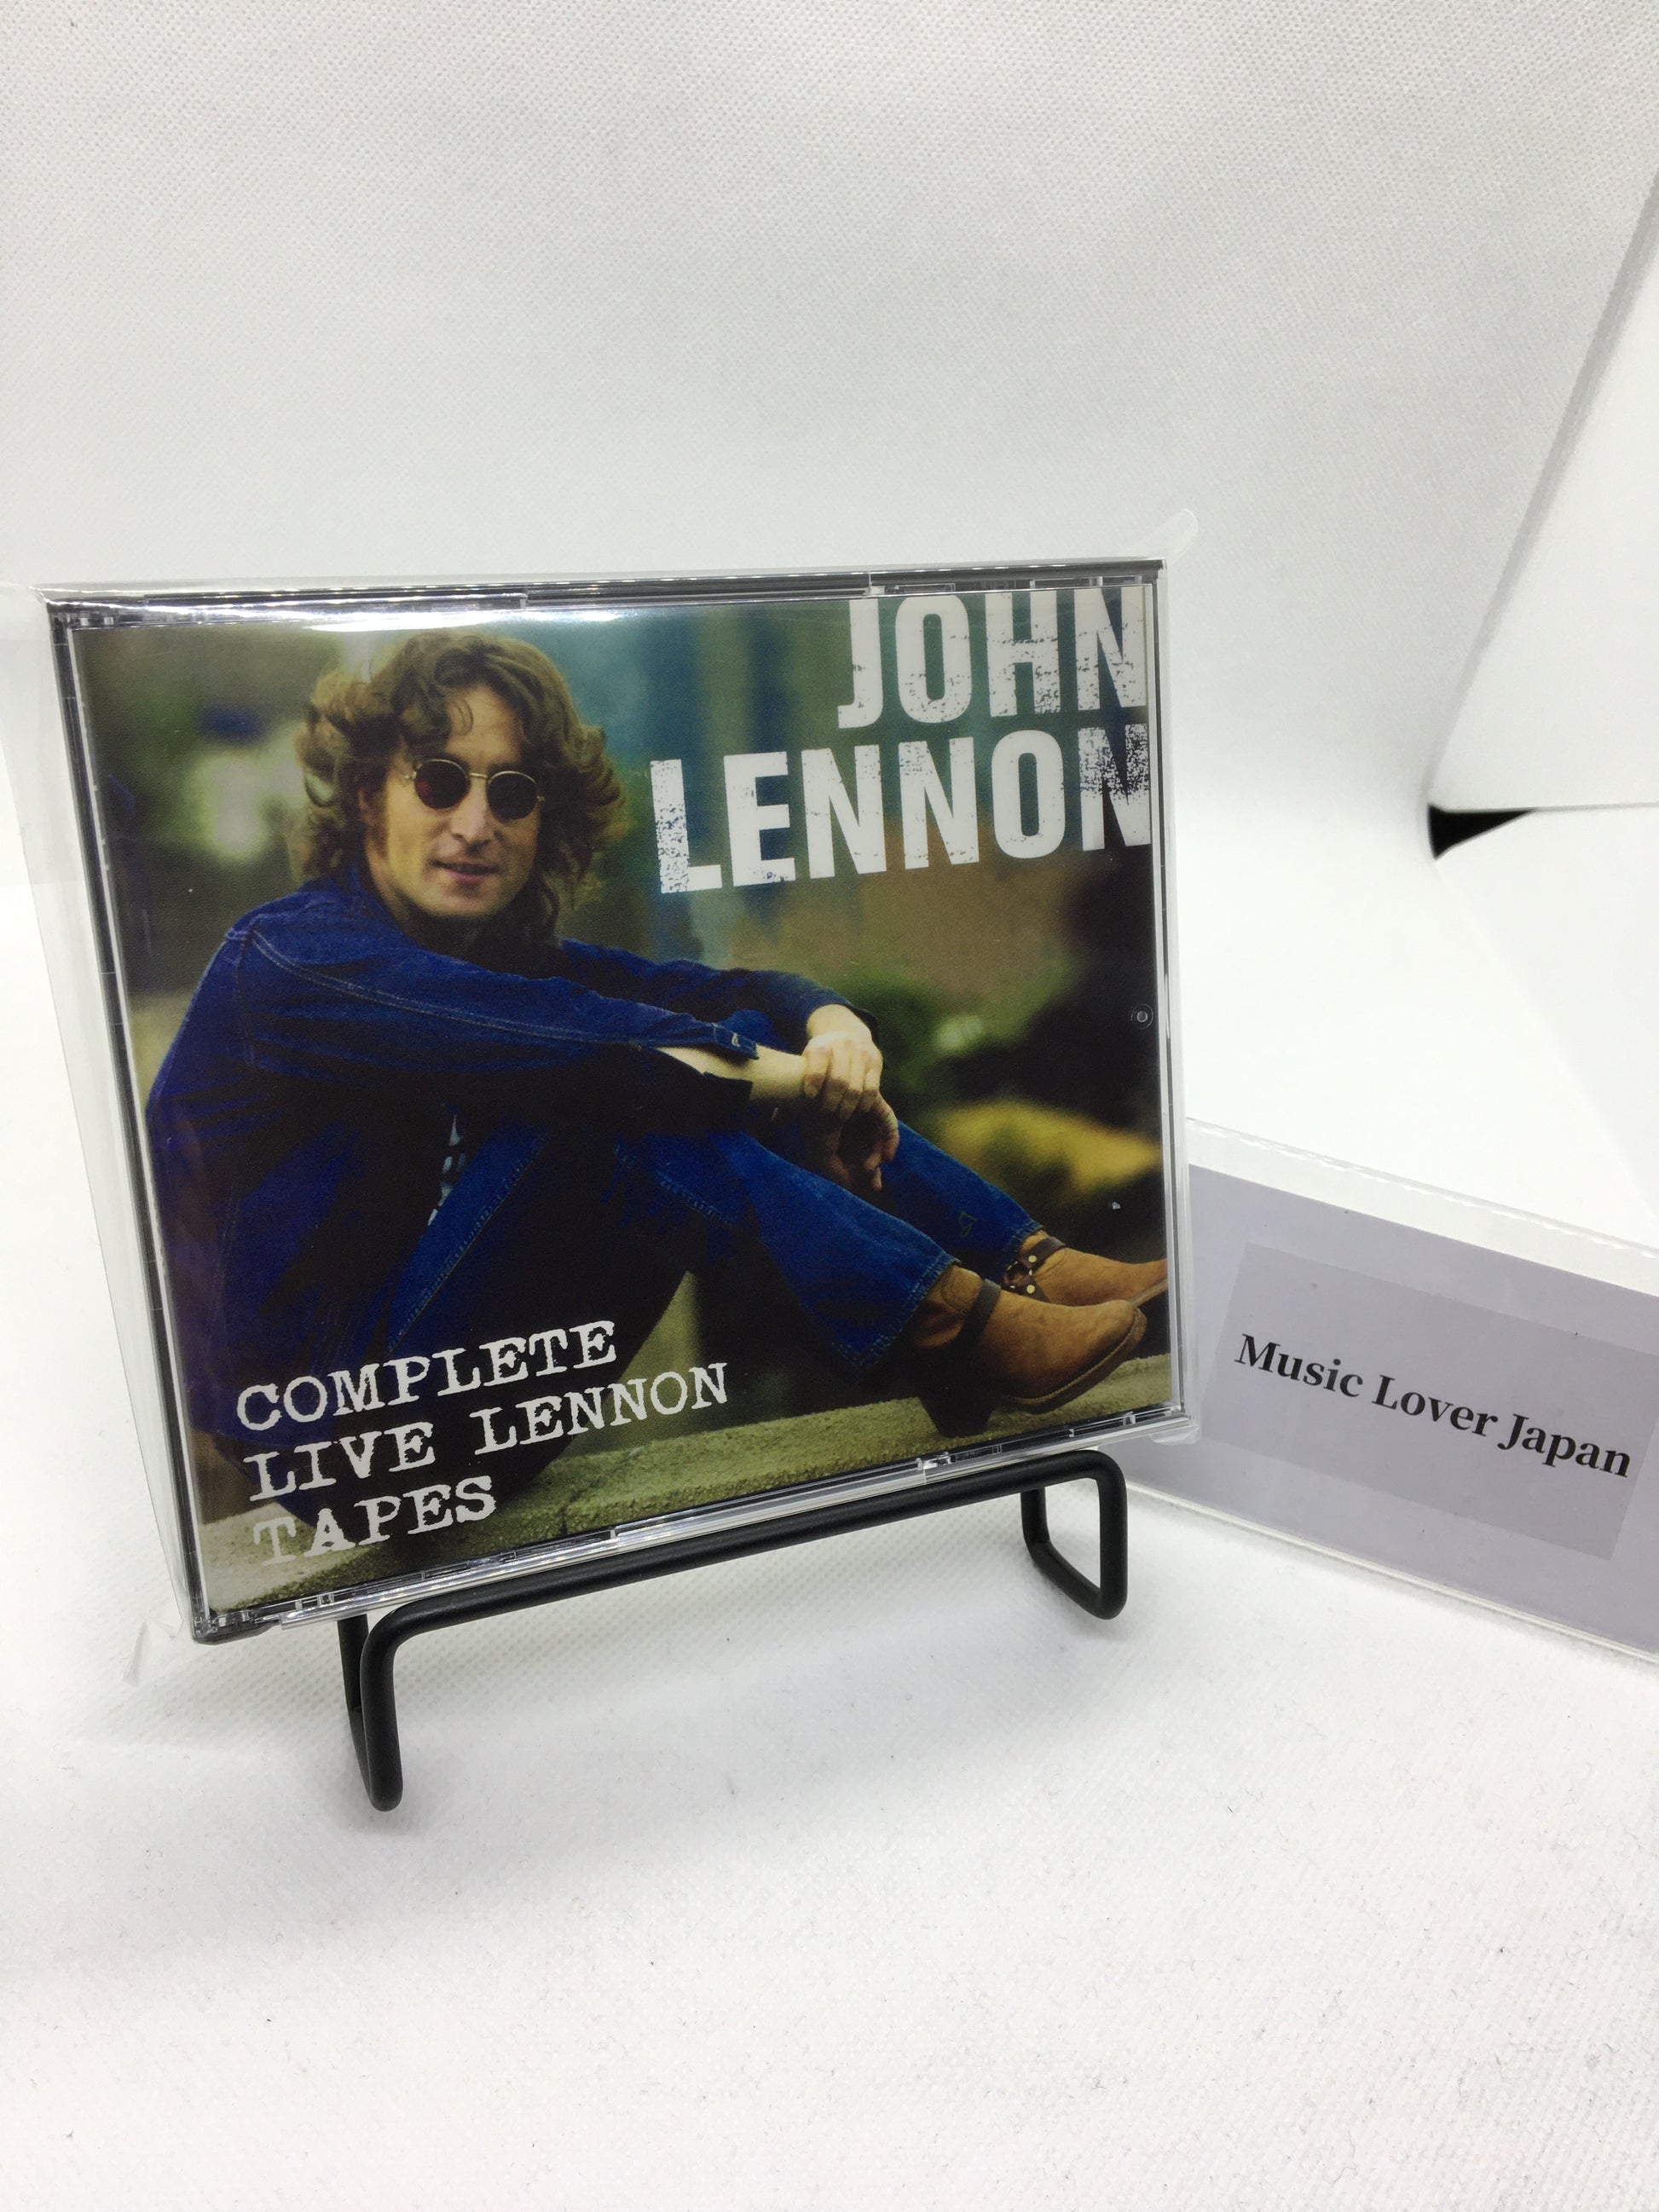 JOHN
LENNON
COMPLETE
LIVE LENNON
TAPES
Music Lover Japan